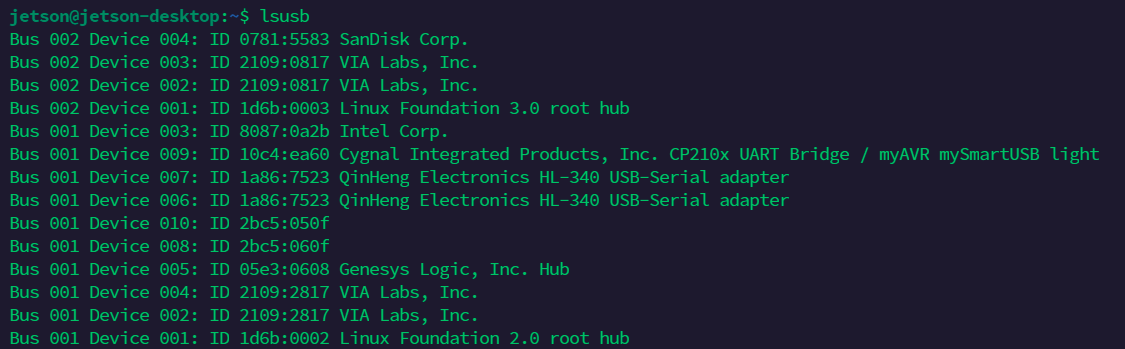 jetson@jetson-desktop:~$ lsusb
Bus 002 Device 004: ID 0781:5583 SanDisk Corp.
Bus 002 Device 003: ID 2109:0817 VIA Labs, Inc.
Bus 002 Device 002: ID 2109:0817 VIA Labs, Inc.
Bus 002 Device 001: ID 1d6b:0003 Linux Foundation 3.0 root hub
Bus 001 Device 003: ID 8087:0a2b Intel Corp.
Bus 001 Device 009: ID 10c4:ea60 Cygnal Integrated Products, Inc. CP210x UART Bridge / myAVR mySmartUSB light
Bus 001 Device 007: ID 1a86:7523 QinHeng Electronics HL-340 USB-Serial adapter
Bus 001 Device 006: ID 1a86:7523 QinHeng Electronics HL-340 USB-Serial adapter
Bus 001 Device 010: ID 2bc5:050f
Bus 001 Device 008: ID 2bc5:060f
Bus 001 Device 005: ID 05e3:0608 Genesys Logic, Inc. Hub
Bus 001 Device 004: ID 2109:2817 VIA Labs, Inc.
Bus 001 Device 002: ID 2109:2817 VIA Labs, Inc.
Bus 001 Device 001: ID 1d6b:0002 Linux Foundation 2.0 root hub